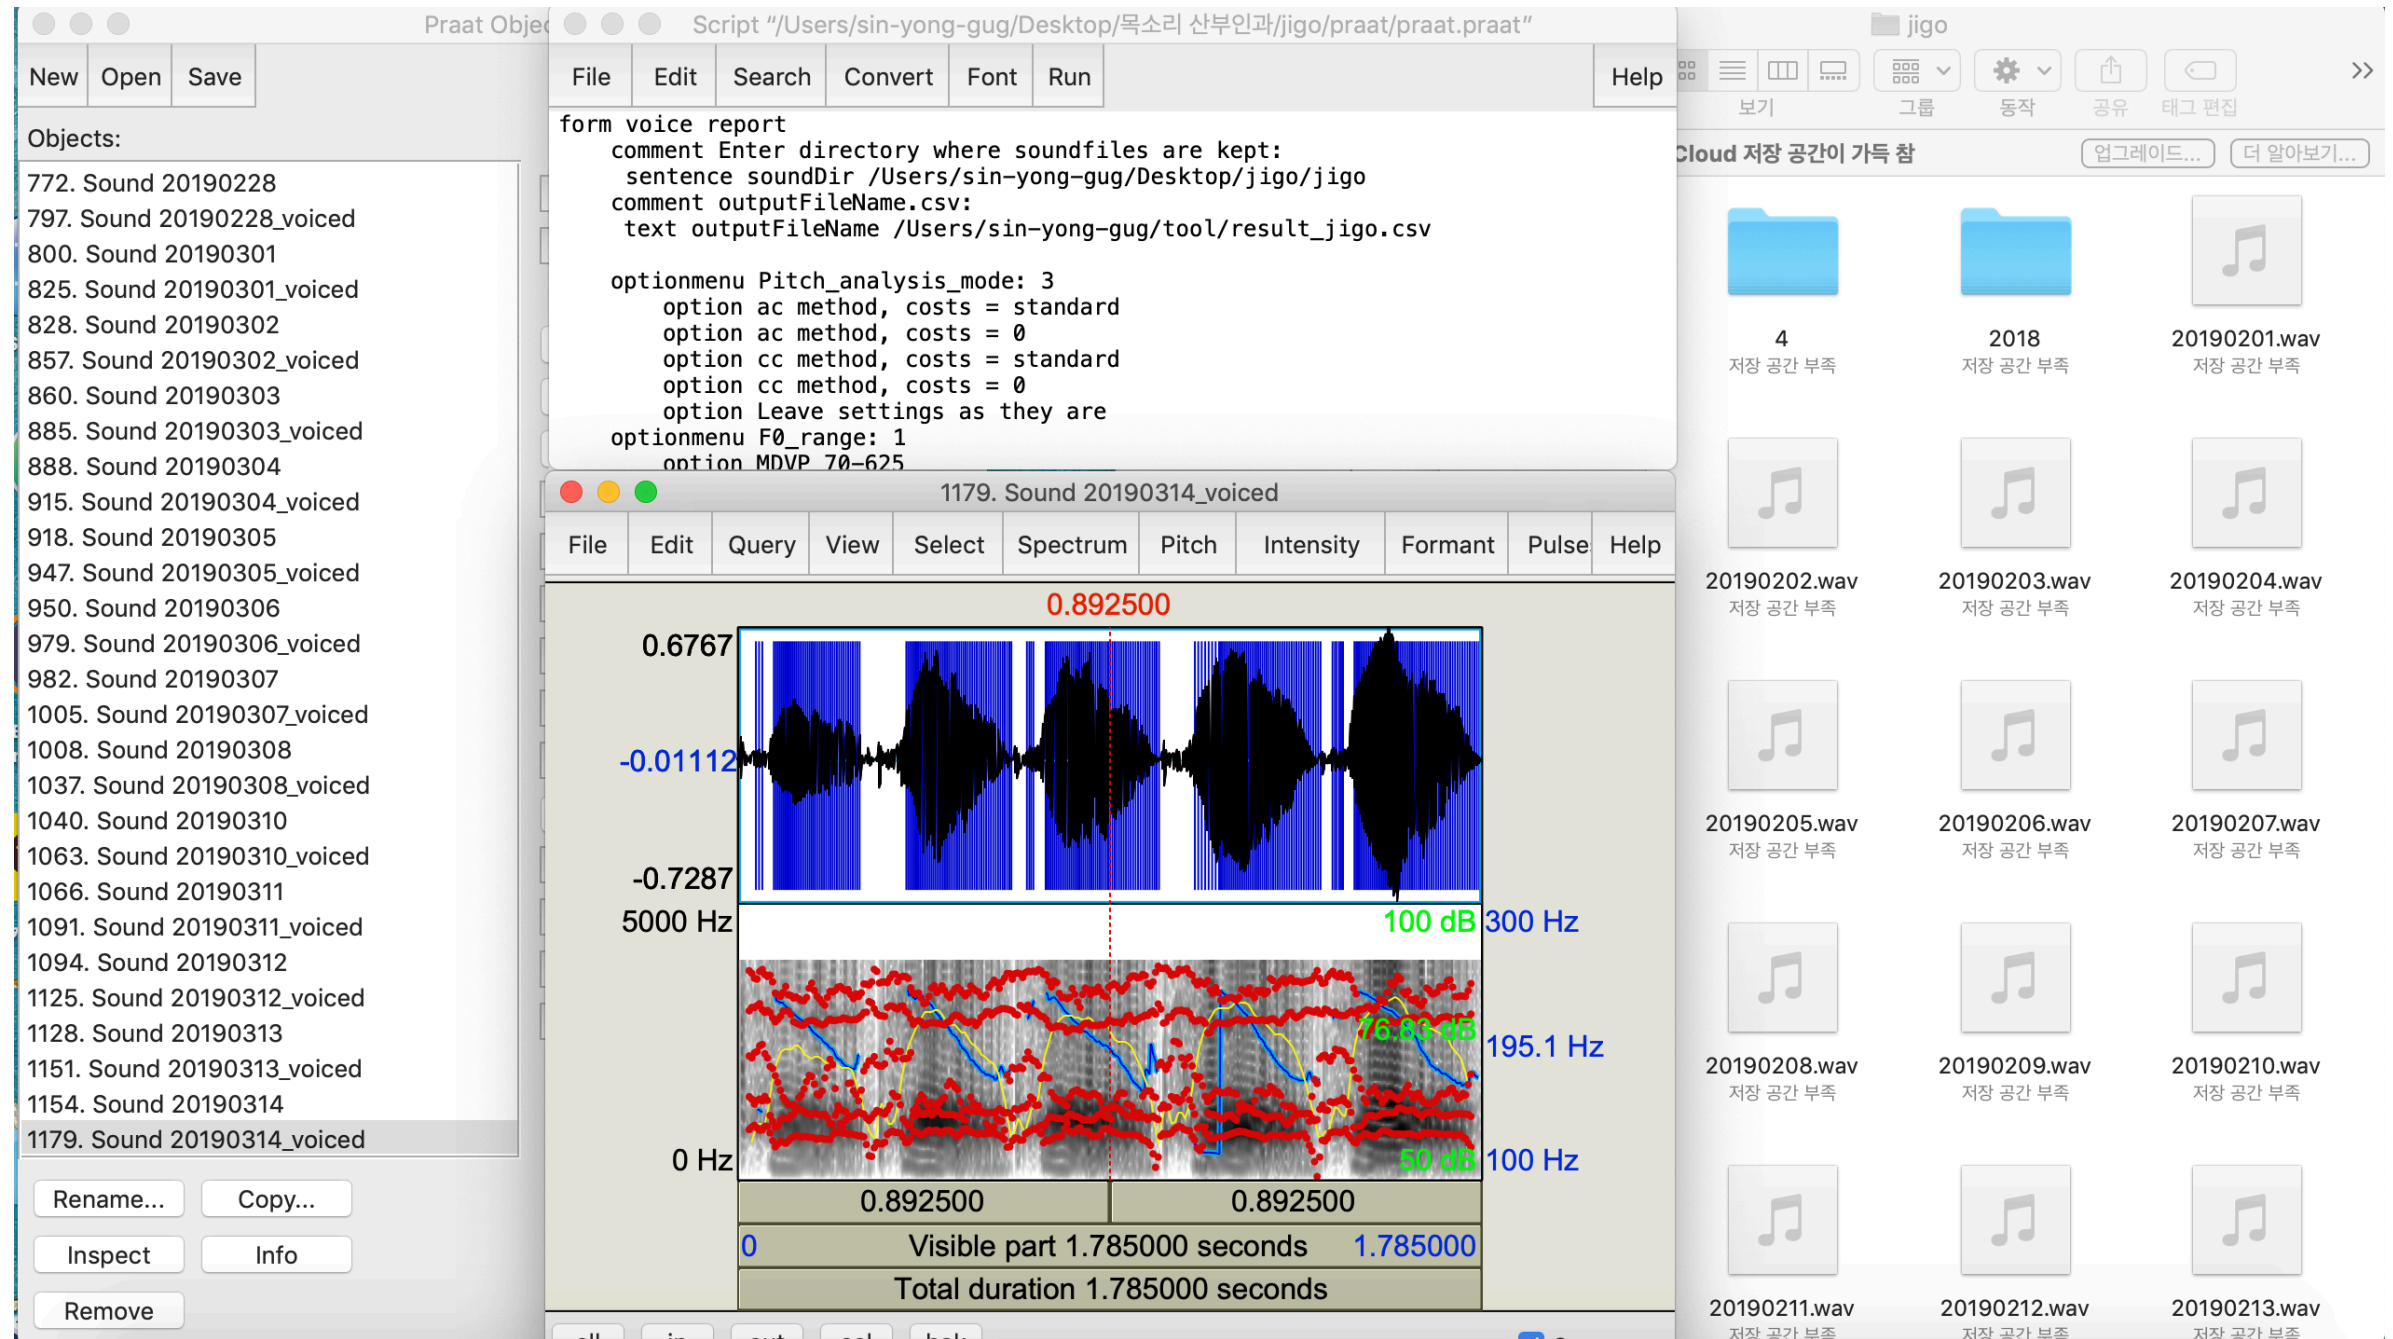 Praat Objec
New Open Save
Objects:
772. Sound 20190228
797. Sound 20190228_voiced
800. Sound 20190301
825. Sound 20190301_voiced
828. Sound 20190302
857. Sound 20190302_voiced
860. Sound 20190303
885. Sound 20190303_voiced
888. Sound 20190304
915. Sound 20190304_voiced
918. Sound 20190305
947. Sound 20190305_voiced
950. Sound 20190306
979. Sound 20190306_voiced
982. Sound 20190307
1005. Sound 20190307_voiced
1008. Sound 20190308
1037. Sound 20190308_voiced
1040. Sound 20190310
1063. Sound 20190310_voiced
1066. Sound 20190311
1091. Sound 20190311_voiced
1094. Sound 20190312
1125. Sound 20190312_voiced
1128. Sound 20190313
1151. Sound 20190313_voiced
1154. Sound 20190314
1179. Sound 20190314_voiced
Rename... Copy...
Inspect Info
Remove
Script “/Users/sin-yong-gug/Desktop/목소리 산부인과/jigo/praat/praat.praat”
File Edit Search Convert Font Run Help
form voice report
comment Enter directory where soundfiles are kept:
sentence soundDir /Users/sin-yong-gug/Desktop/jigo/jigo
comment outputFileName.csv:
text outputFileName /Users/sin-yong-gug/tool/result_jigo.csv
optionmenu Pitch_analysis_mode: 3
option ac method, costs = standard
option ac method, costs = 0
option cc method, costs = standard
option cc method, costs = 0
option Leave settings as they are
optionmenu F0_range: 1
option MDVP 70-625
1179. Sound 20190314_voiced
File Edit Query View Select Spectrum Pitch Intensity Formant Pulse Help
0.892500
0.6767
-0.01112
-0.7287
5000 Hz 100 dB 300 Hz
76.83 dB 195.1 Hz
0 Hz 50 dB 100 Hz
0.892500 0.892500
0 Visible part 1.785000 seconds 1.785000
Total duration 1.785000 seconds
jigo
보기 그룹 동작 공유 태그 편집
Cloud 저장 공간이 가득 참 업그레이드... 더 알아보기...
4 2018 20190201.wav
저장 공간 부족 저장 공간 부족 저장 공간 부족
20190202.wav 20190203.wav 20190204.wav
저장 공간 부족 저장 공간 부족 저장 공간 부족
20190205.wav 20190206.wav 20190207.wav
저장 공간 부족 저장 공간 부족 저장 공간 부족
20190208.wav 20190209.wav 20190210.wav
저장 공간 부족 저장 공간 부족 저장 공간 부족
20190211.wav 20190212.wav 20190213.wav
저장 공간 부족 저장 공간 부족 저장 공간 부족